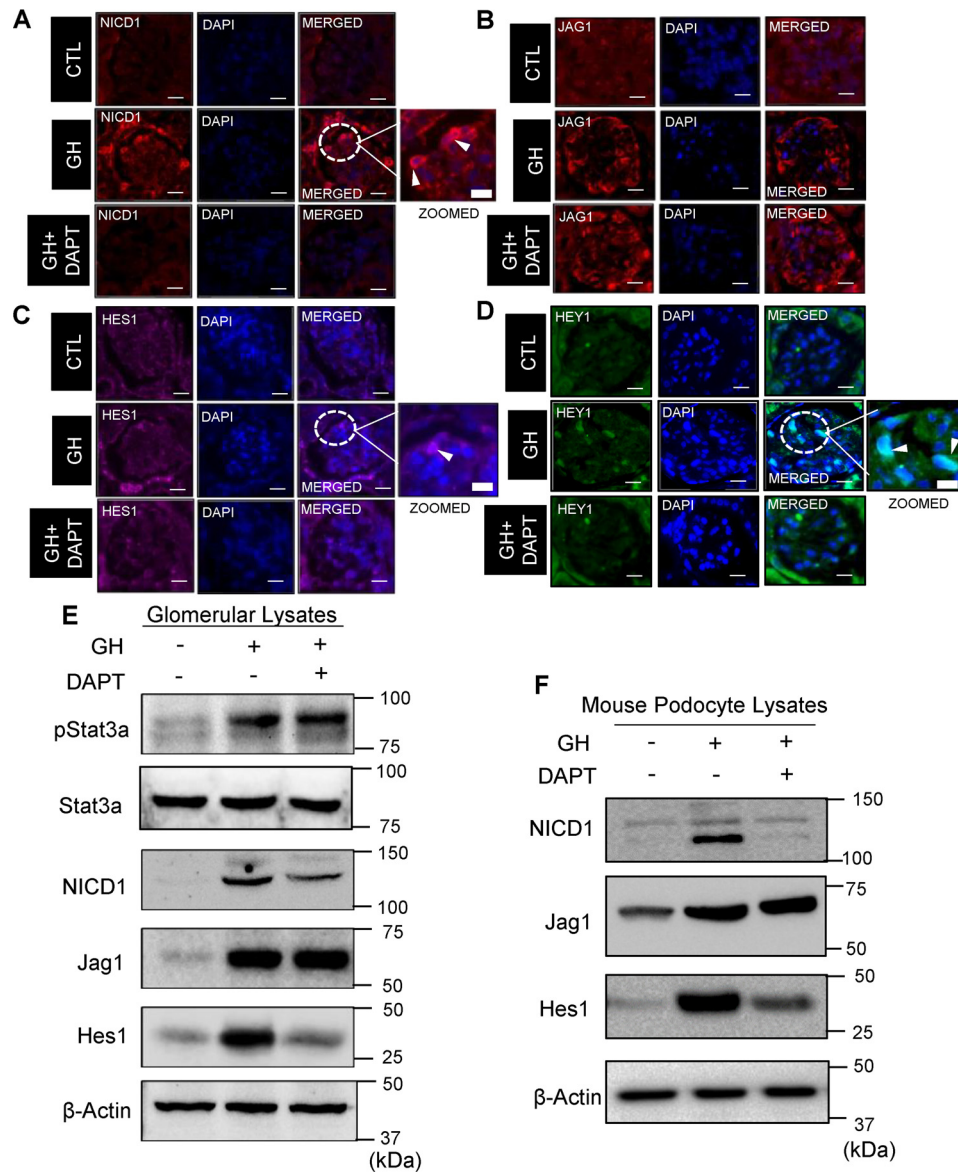 A
NICD1 DAPI MERGED
CTL
NICD1 DAPI MERGED
GH
ZOOMED
NICD1 DAPI MERGED
GH+
DAPT
B
JAG1 DAPI MERGED
CTL
JAG1 DAPI MERGED
GH
JAG1 DAPI MERGED
GH+
DAPT
C
HES1 DAPI MERGED
CTL
HES1 DAPI MERGED
GH
ZOOMED
HES1 DAPI MERGED
GH+
DAPT
D
HEY1 DAPI MERGED
CTL
HEY1 DAPI MERGED
GH
ZOOMED
HEY1 DAPI MERGED
GH+
DAPT
E
Glomerular Lysates
GH - + +
DAPT - - +
pStat3a 100
75
Stat3a 100
75
NICD1 150
100
Jag1 75
50
Hes1 50
25
β-Actin 50
37
(kDa)
F
Mouse Podocyte Lysates
GH - + +
DAPT - - +
NICD1 150
100
Jag1 75
50
Hes1 50
25
β-Actin 50
37
(kDa)